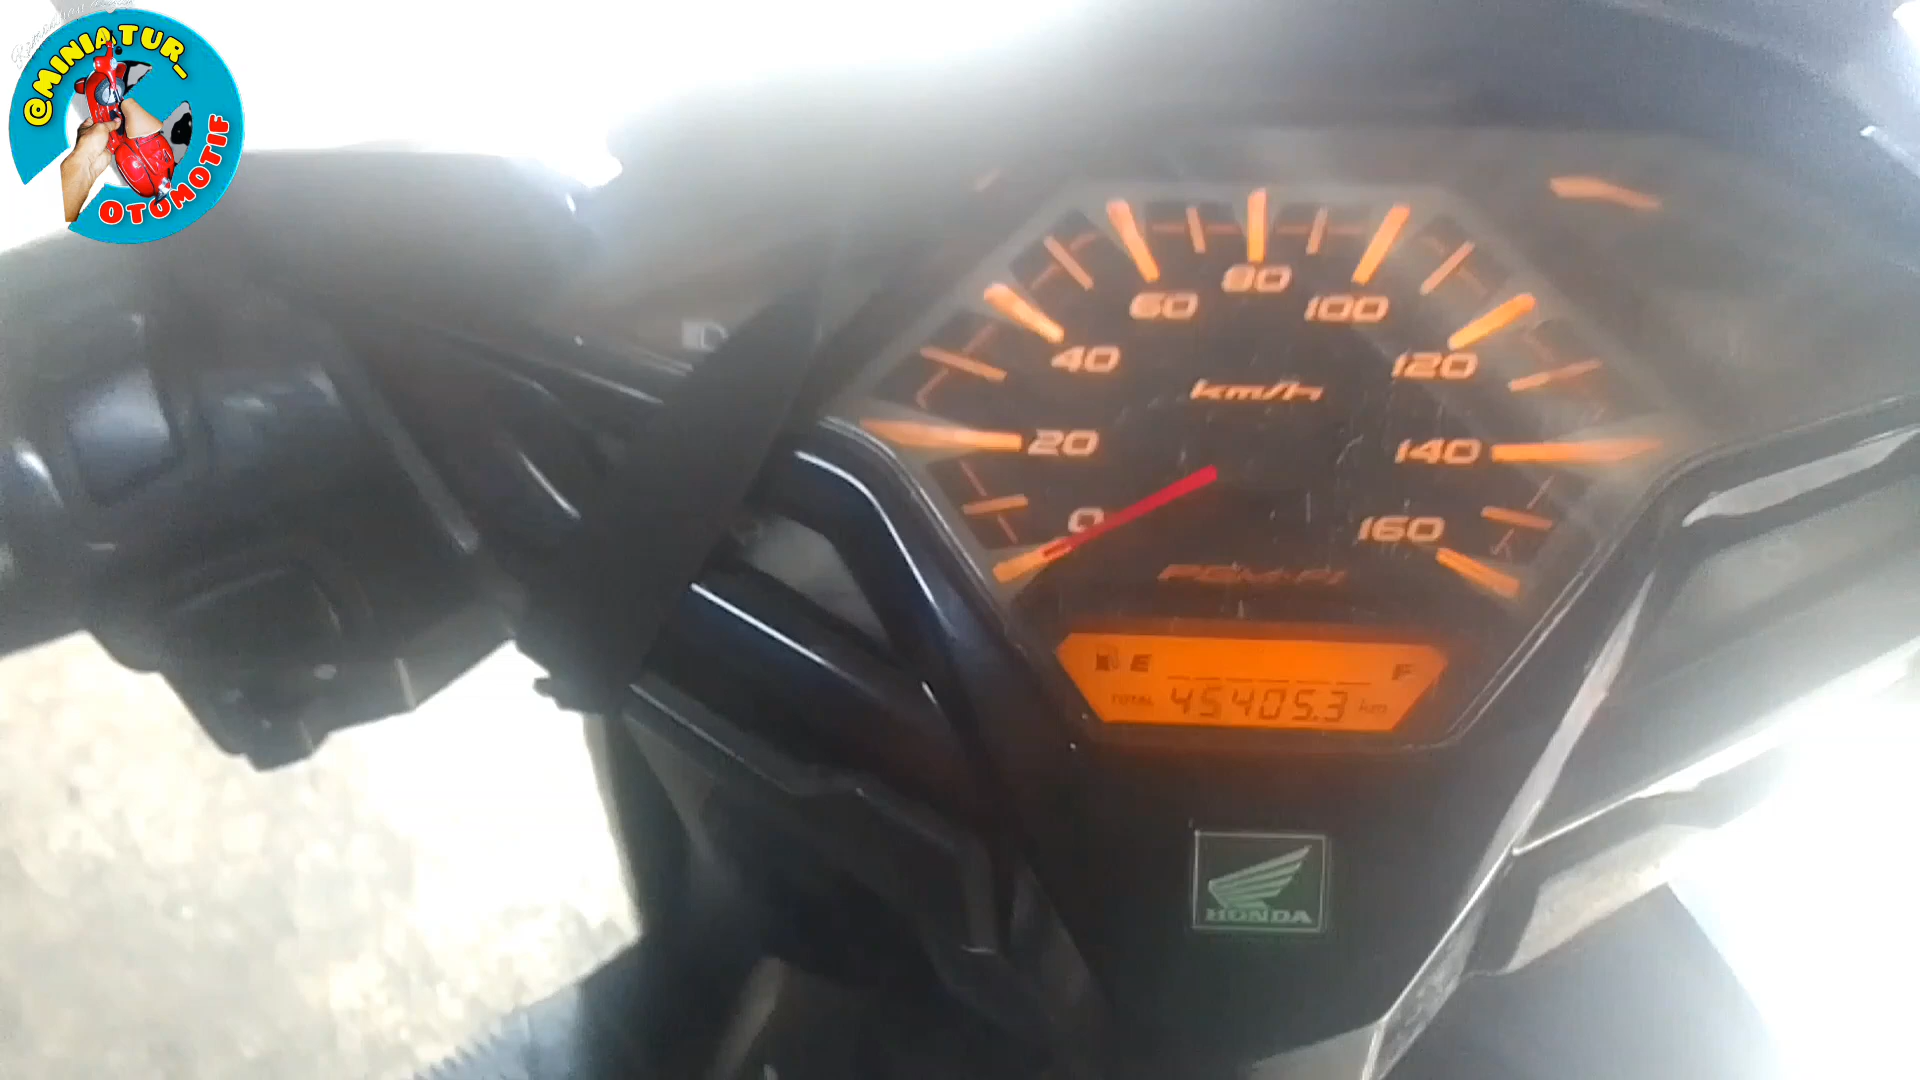 @MINIATUR_
OTOMOTIF
0
20
40
60
80
100
120
140
160
km/h
PGM-FI
E
F
TOTAL 45405.3 km
HONDA